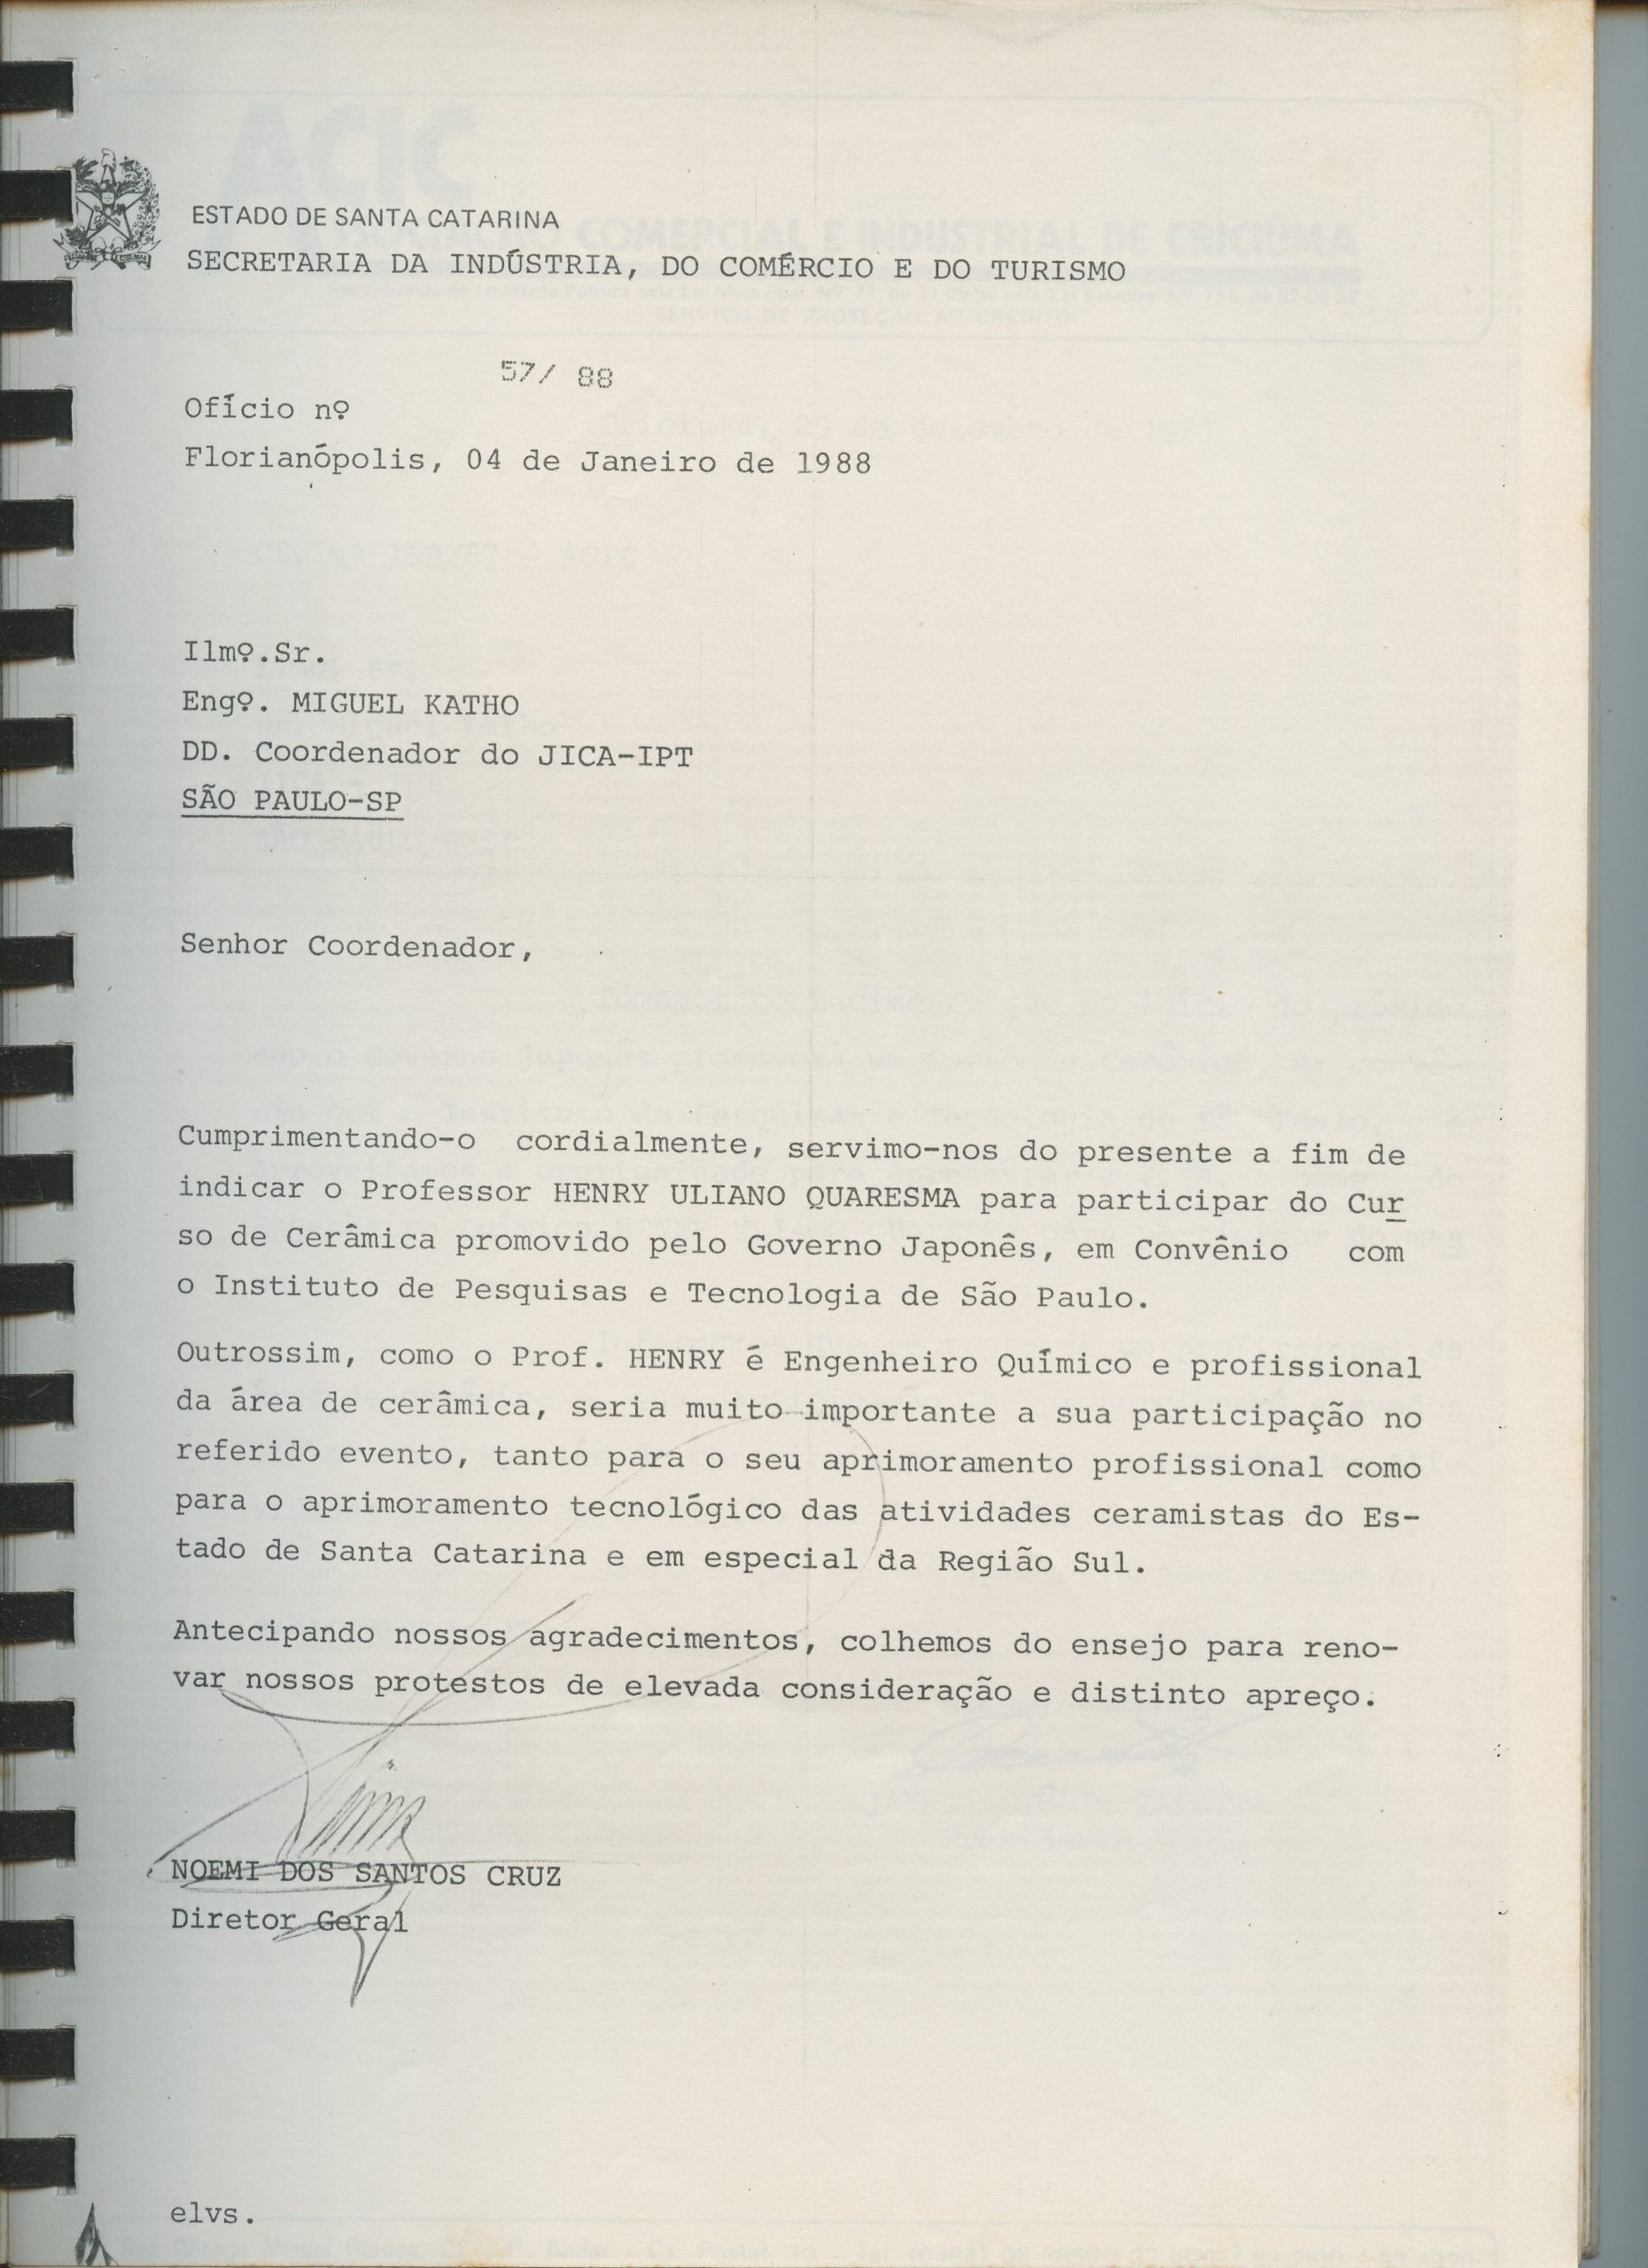 ESTADO DE SANTA CATARINA
SECRETARIA DA INDÚSTRIA, DO COMÉRCIO E DO TURISMO
57/ 88
Ofício nº
Florianópolis, 04 de Janeiro de 1988
Ilmº.Sr.
Engº. MIGUEL KATHO
DD. Coordenador do JICA-IPT
SÃO PAULO-SP
Senhor Coordenador,
Cumprimentando-o cordialmente, servimo-nos do presente a fim de
indicar o Professor HENRY ULIANO QUARESMA para participar do Cur
so de Cerâmica promovido pelo Governo Japonês, em Convênio com
o Instituto de Pesquisas e Tecnologia de São Paulo.
Outrossim, como o Prof. HENRY é Engenheiro Químico e profissional
da área de cerâmica, seria muito importante a sua participação no
referido evento, tanto para o seu aprimoramento profissional como
para o aprimoramento tecnológico das atividades ceramistas do Es-
tado de Santa Catarina e em especial da Região Sul.
Antecipando nossos agradecimentos, colhemos do ensejo para reno-
var nossos protestos de elevada consideração e distinto apreço.
NOEMI DOS SANTOS CRUZ
Diretor Geral
elvs.